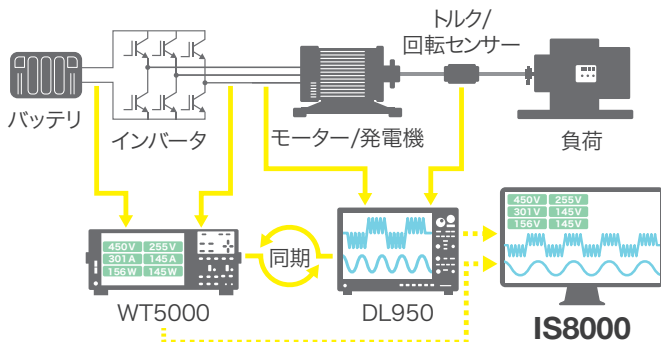 トルク/
回転センサー
バッテリ
インバータ
モーター/発電機
負荷
450V 255V
301A 145A
156W 145W
同期
450V 255V
301V 145V
156V 145V
WT5000
DL950
IS8000